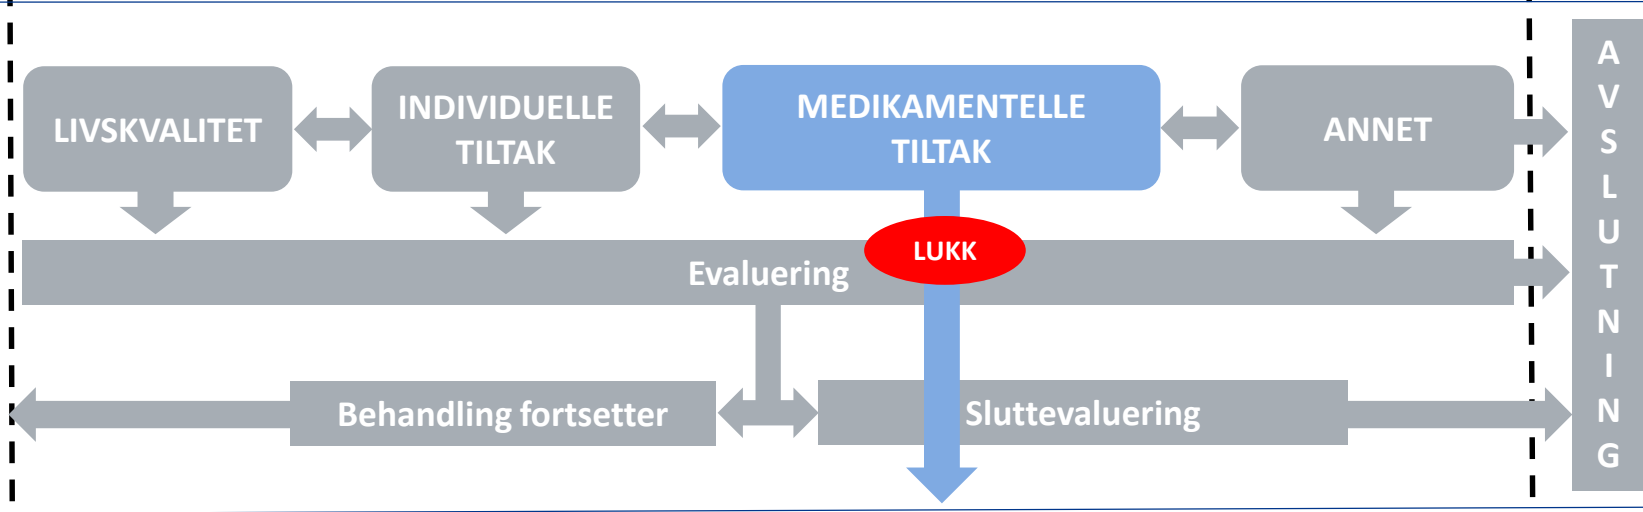 LIVSKVALITET
INDIVIDUELLE
TILTAK
MEDIKAMENTELLE
TILTAK
ANNET
LUKK
Evaluering
Behandling fortsetter
Sluttevaluering
A
V
S
L
U
T
N
I
N
G